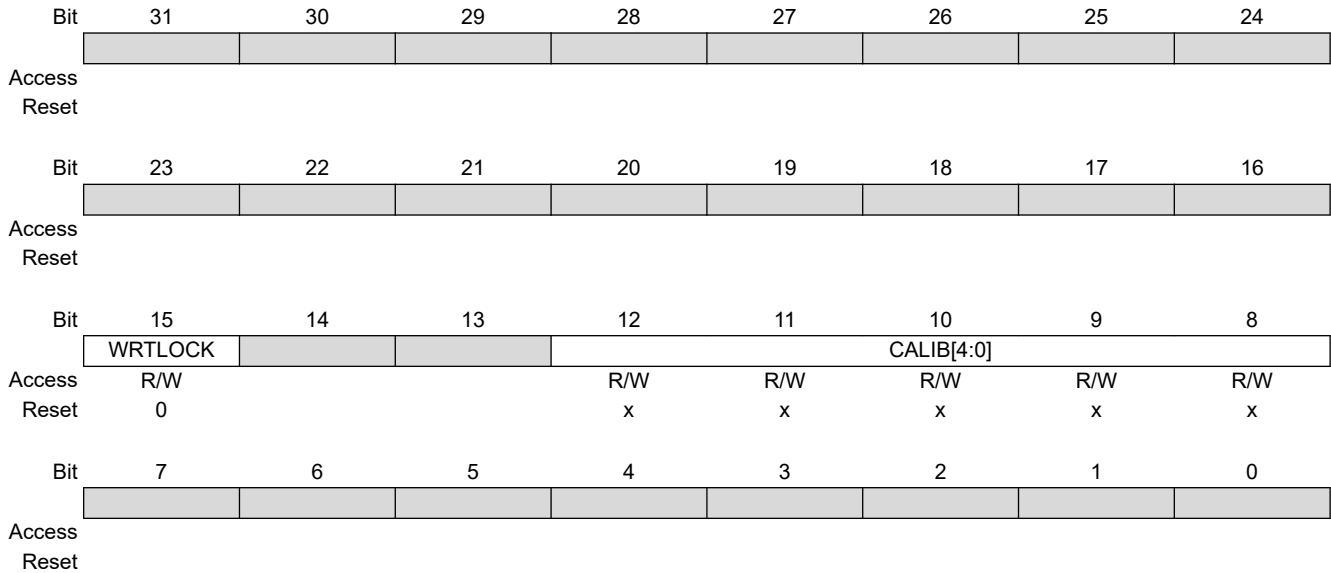 Bit 31 30 29 28 27 26 25 24
Access
Reset
Bit 23 22 21 20 19 18 17 16
Access
Reset
Bit 15 14 13 12 11 10 9 8
WRTLOCK CALIB[4:0]
Access R/W R/W R/W R/W R/W R/W
Reset 0 x x x x x
Bit 7 6 5 4 3 2 1 0
Access
Reset